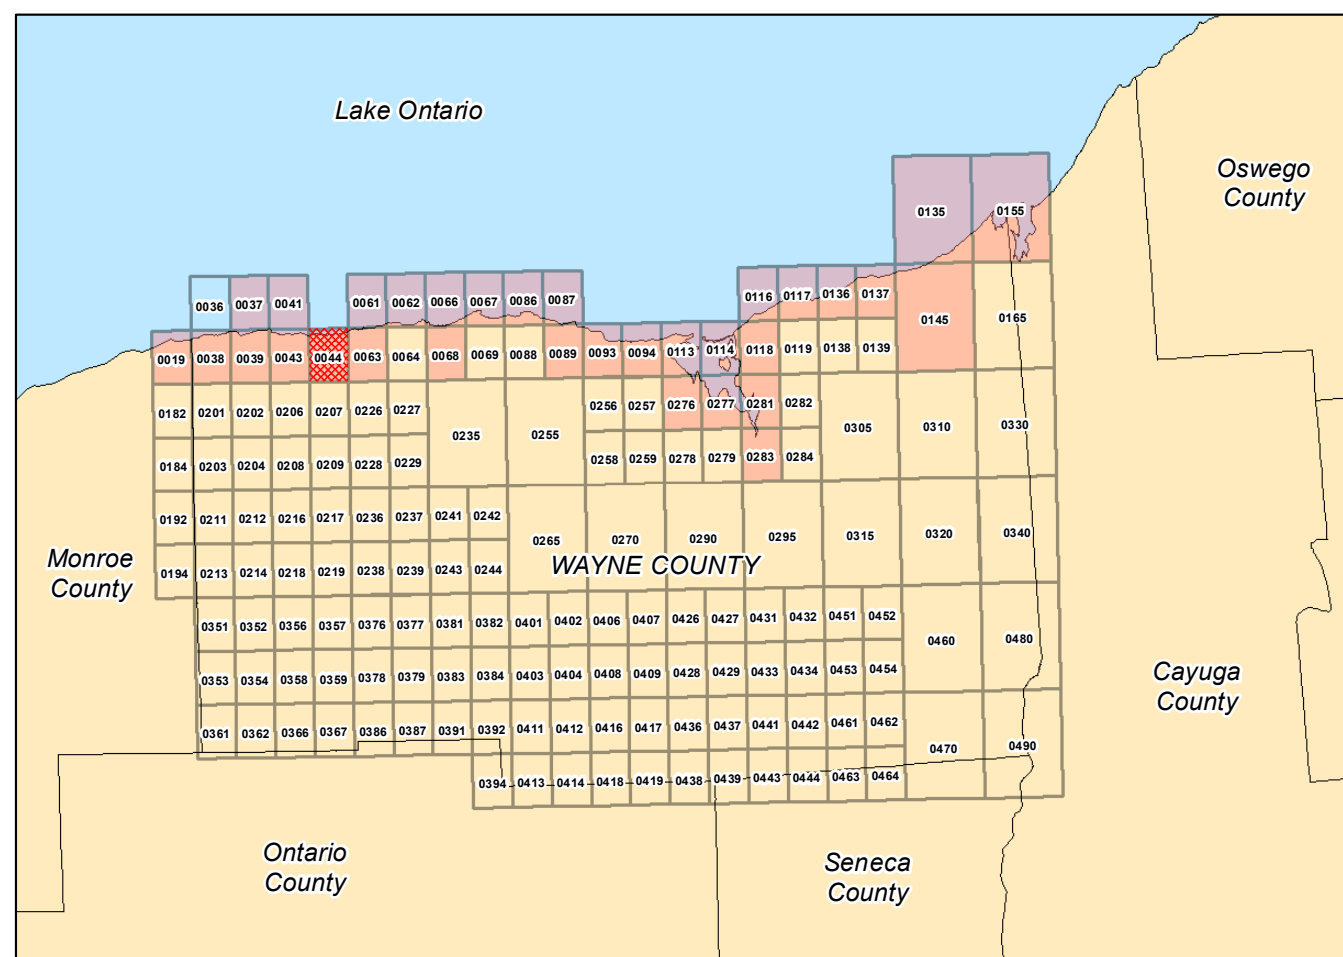 Lake Ontario
Oswego
County
0135 0155
0036 0037 0041 0061 0062 0066 0067 0086 0087 0116 0117 0136 0137
0145 0165
0019 0038 0039 0043 0044 0063 0064 0068 0069 0088 0089 0093 0094 0113 0114 0118 0119 0138 0139
0182 0201 0202 0206 0207 0226 0227 0256 0257 0276 0277 0281 0282
0235 0255 0305 0310 0330
0184 0203 0204 0208 0209 0228 0229 0258 0259 0278 0279 0283 0284
0192 0211 0212 0216 0217 0236 0237 0241 0242
0265 0270 0290 0295 0315 0320 0340
Monroe
County
WAYNE COUNTY
0194 0213 0214 0218 0219 0238 0239 0243 0244
0351 0352 0356 0357 0376 0377 0381 0382 0401 0402 0406 0407 0426 0427 0431 0432 0451 0452
0460 0480
0353 0354 0358 0359 0378 0379 0383 0384 0403 0404 0408 0409 0428 0429 0433 0434 0453 0454
Cayuga
County
0361 0362 0366 0367 0386 0387 0391 0392 0411 0412 0416 0417 0436 0437 0441 0442 0461 0462
0470 0490
0394 0413 0414 0418 0419 0438 0439 0443 0444 0463 0464
Ontario
County
Seneca
County